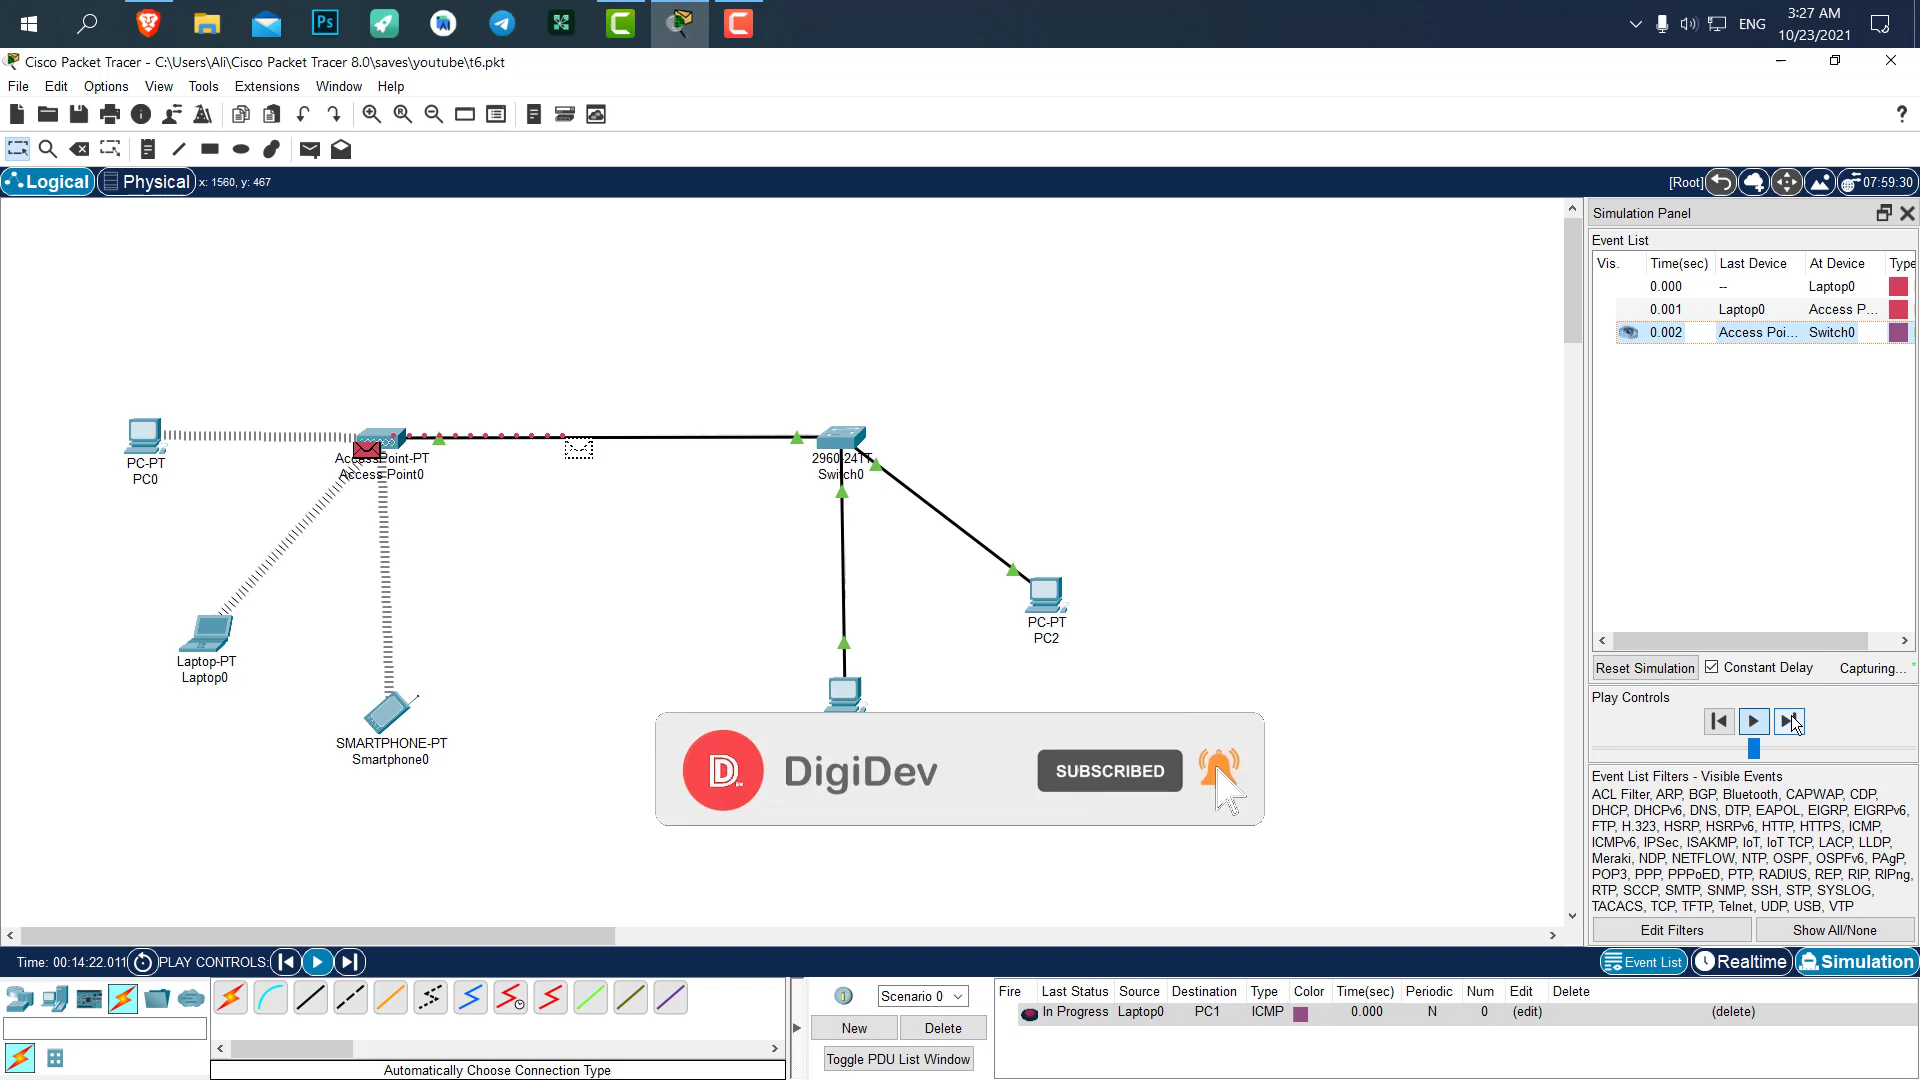 Ps
ENG
3:27 AM
10/23/2021
Cisco Packet Tracer - C:\Users\Ali\Cisco Packet Tracer 8.0\saves\youtube\t6.pkt
File Edit Options View Tools Extensions Window Help
Logical Physical x: 1560, y: 467
[Root] 07:59:30
Simulation Panel
Event List
Vis. Time(sec) Last Device At Device Type
0.000 -- Laptop0
0.001 Laptop0 Access P...
0.002 Access Poi... Switch0
PC-PT
PC0
AccessPoint-PT
Access Point0
2960-24TT
Switch0
PC-PT
PC2
Laptop-PT
Laptop0
SMARTPHONE-PT
Smartphone0
D
DigiDev
SUBSCRIBED
Reset Simulation Constant Delay Capturing...
Play Controls
Event List Filters - Visible Events
ACL Filter, ARP, BGP, Bluetooth, CAPWAP, CDP,
DHCP, DHCPv6, DNS, DTP, EAPOL, EIGRP, EIGRPv6,
FTP, H.323, HSRP, HSRPv6, HTTP, HTTPS, ICMP,
ICMPv6, IPSec, ISAKMP, IoT, IoT TCP, LACP, LLDP,
Meraki, NDP, NETFLOW, NTP, OSPF, OSPFv6, PAgP,
POP3, PPP, PPPoED, PTP, RADIUS, REP, RIP, RIPng,
RTP, SCCP, SMTP, SNMP, SSH, STP, SYSLOG,
TACACS, TCP, TFTP, Telnet, UDP, USB, VTP
Edit Filters Show All/None
Time: 00:14:22.011 PLAY CONTROLS:
Event List Realtime Simulation
Scenario 0
New Delete
Toggle PDU List Window
Fire Last Status Source Destination Type Color Time(sec) Periodic Num Edit Delete
In Progress Laptop0 PC1 ICMP 0.000 N 0 (edit) (delete)
Automatically Choose Connection Type